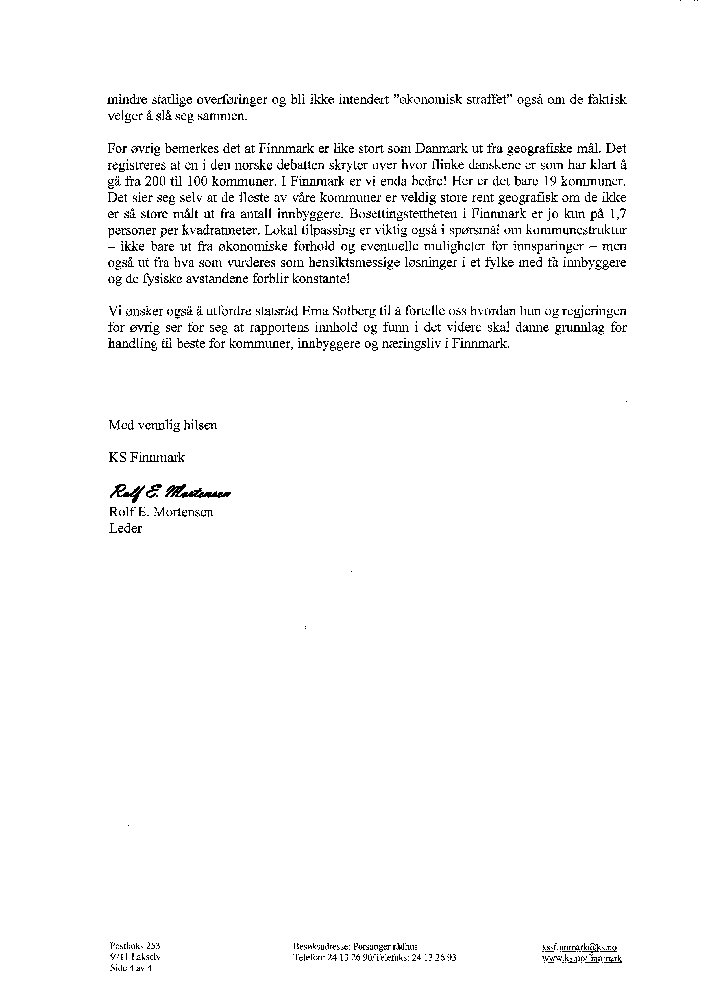 mindre statlige overføringer og bli ikke intendert ”økonomisk straffet” også om de faktisk
velger å slå seg sammen.
For øvrig bemerkes det at Finnmark er like stort som Danmark ut fra geografiske mål. Det
registreres at en i den norske debatten skryter over hvor flinke danskene er som har klart å
gå fra 200 til 100 kommuner. I Finnmark er vi enda bedre! Her er det bare 19 kommuner.
Det sier seg selv at de fleste av våre kommuner er veldig store rent geografisk om de ikke
er så store målt ut fra antall innbyggere. Bosettingstettheten i Finnmark er jo kun på 1,7
personer per kvadratmeter. Lokal tilpassing er viktig også i spørsmål om kommunestruktur
– ikke bare ut fra økonomiske forhold og eventuelle muligheter for innsparinger – men
også ut fra hva som vurderes som hensiktsmessige løsninger i et fylke med få innbyggere
og de fysiske avstandene forblir konstante!
Vi ønsker også å utfordre statsråd Erna Solberg til å fortelle oss hvordan hun og regjeringen
for øvrig ser for seg at rapportens innhold og funn i det videre skal danne grunnlag for
handling til beste for kommuner, innbyggere og næringsliv i Finnmark.
Med vennlig hilsen
KS Finnmark
Rolf E. Mortensen
Rolf E. Mortensen
Leder
Postboks 253
9711 Lakselv
Side 4 av 4
Besøksadresse: Porsanger rådhus
Telefon: 24 13 26 90/Telefaks: 24 13 26 93
ks-finnmark@ks.no
www.ks.no/finnmark